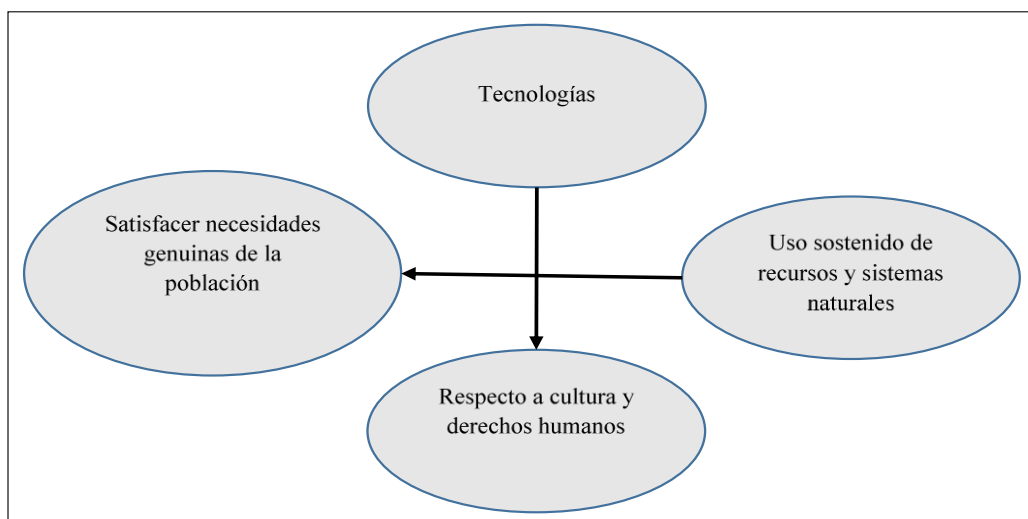 Tecnologías
Satisfacer necesidades
genuinas de la
población
Uso sostenido de
recursos y sistemas
naturales
Respecto a cultura y
derechos humanos